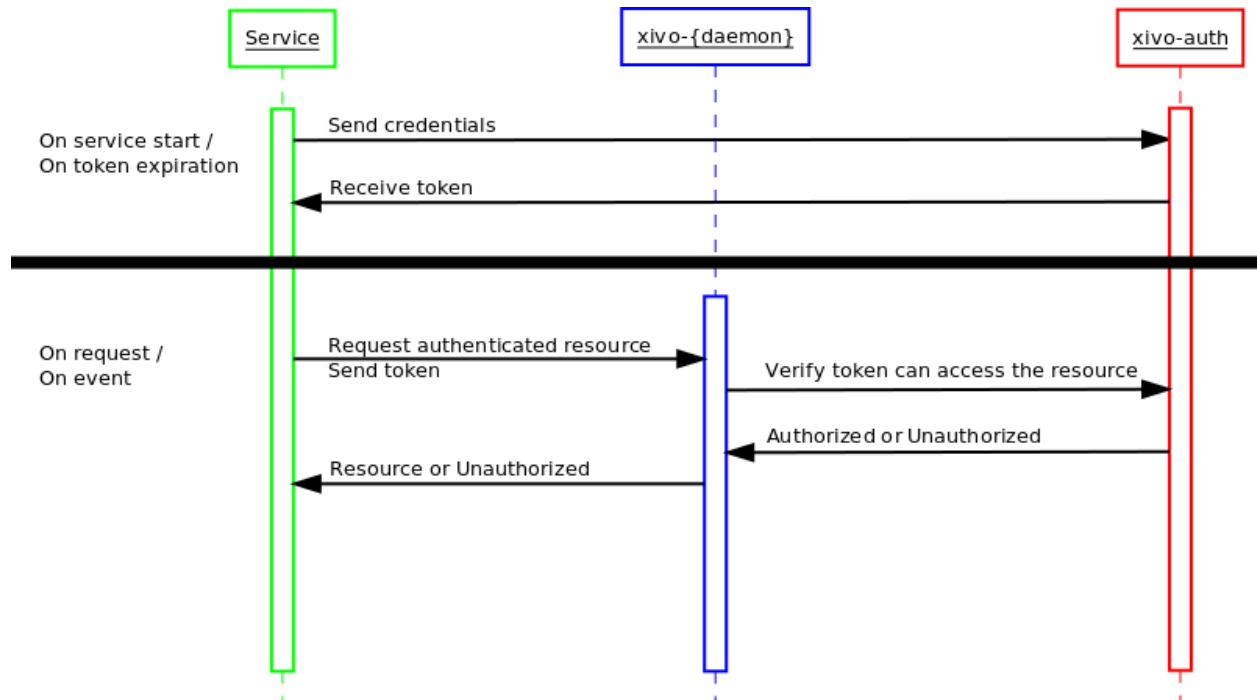 Service
xivo-{daemon}
xivo-auth
On service start /
On token expiration
Send credentials
Receive token
On request /
On event
Request authenticated resource
Send token
Verify token can access the resource
Authorized or Unauthorized
Resource or Unauthorized